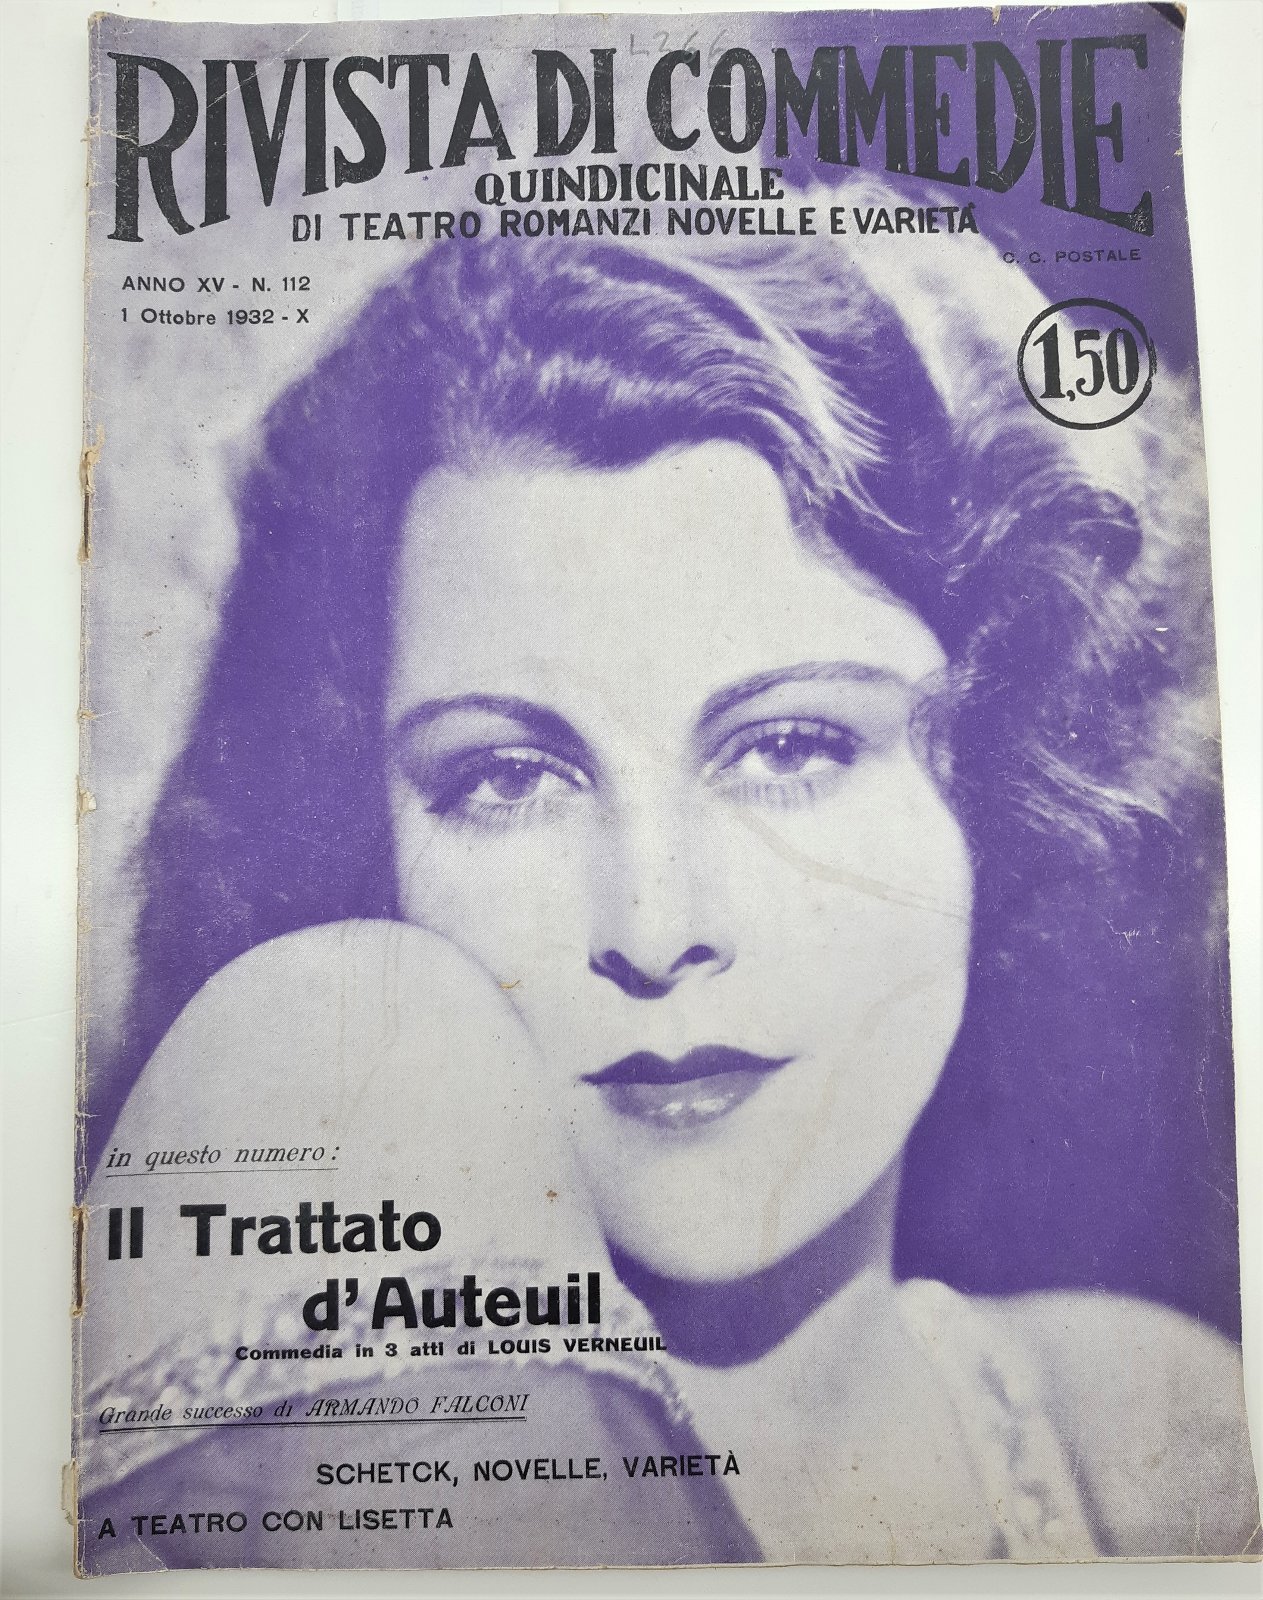 L266
RIVISTA DI COMMEDIE
QUINDICINALE
DI TEATRO ROMANZI NOVELLE E VARIETA'
C. C. POSTALE
ANNO XV - N. 112
1 Ottobre 1932 - X
1,50
in questo numero:
Il Trattato
d'Auteuil
Commedia in 3 atti di LOUIS VERNEUIL
Grande successo di ARMANDO FALCONI
SCHETCK, NOVELLE, VARIETÀ
A TEATRO CON LISETTA